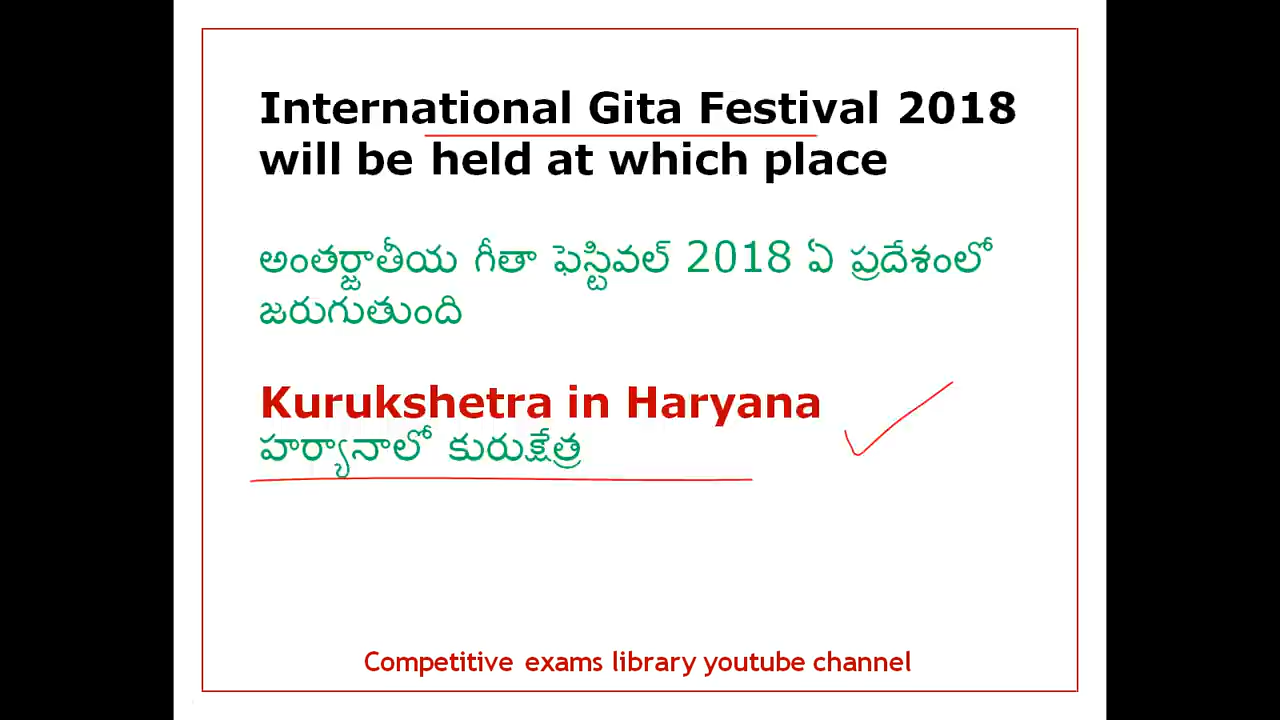 International Gita Festival 2018
will be held at which place
అంతర్జాతీయ గీతా ఫెస్టివల్ 2018 ఏ ప్రదేశంలో
జరుగుతుంది
Kurukshetra in Haryana
హర్యానాలో కురుక్షేత్ర
Competitive exams library youtube channel